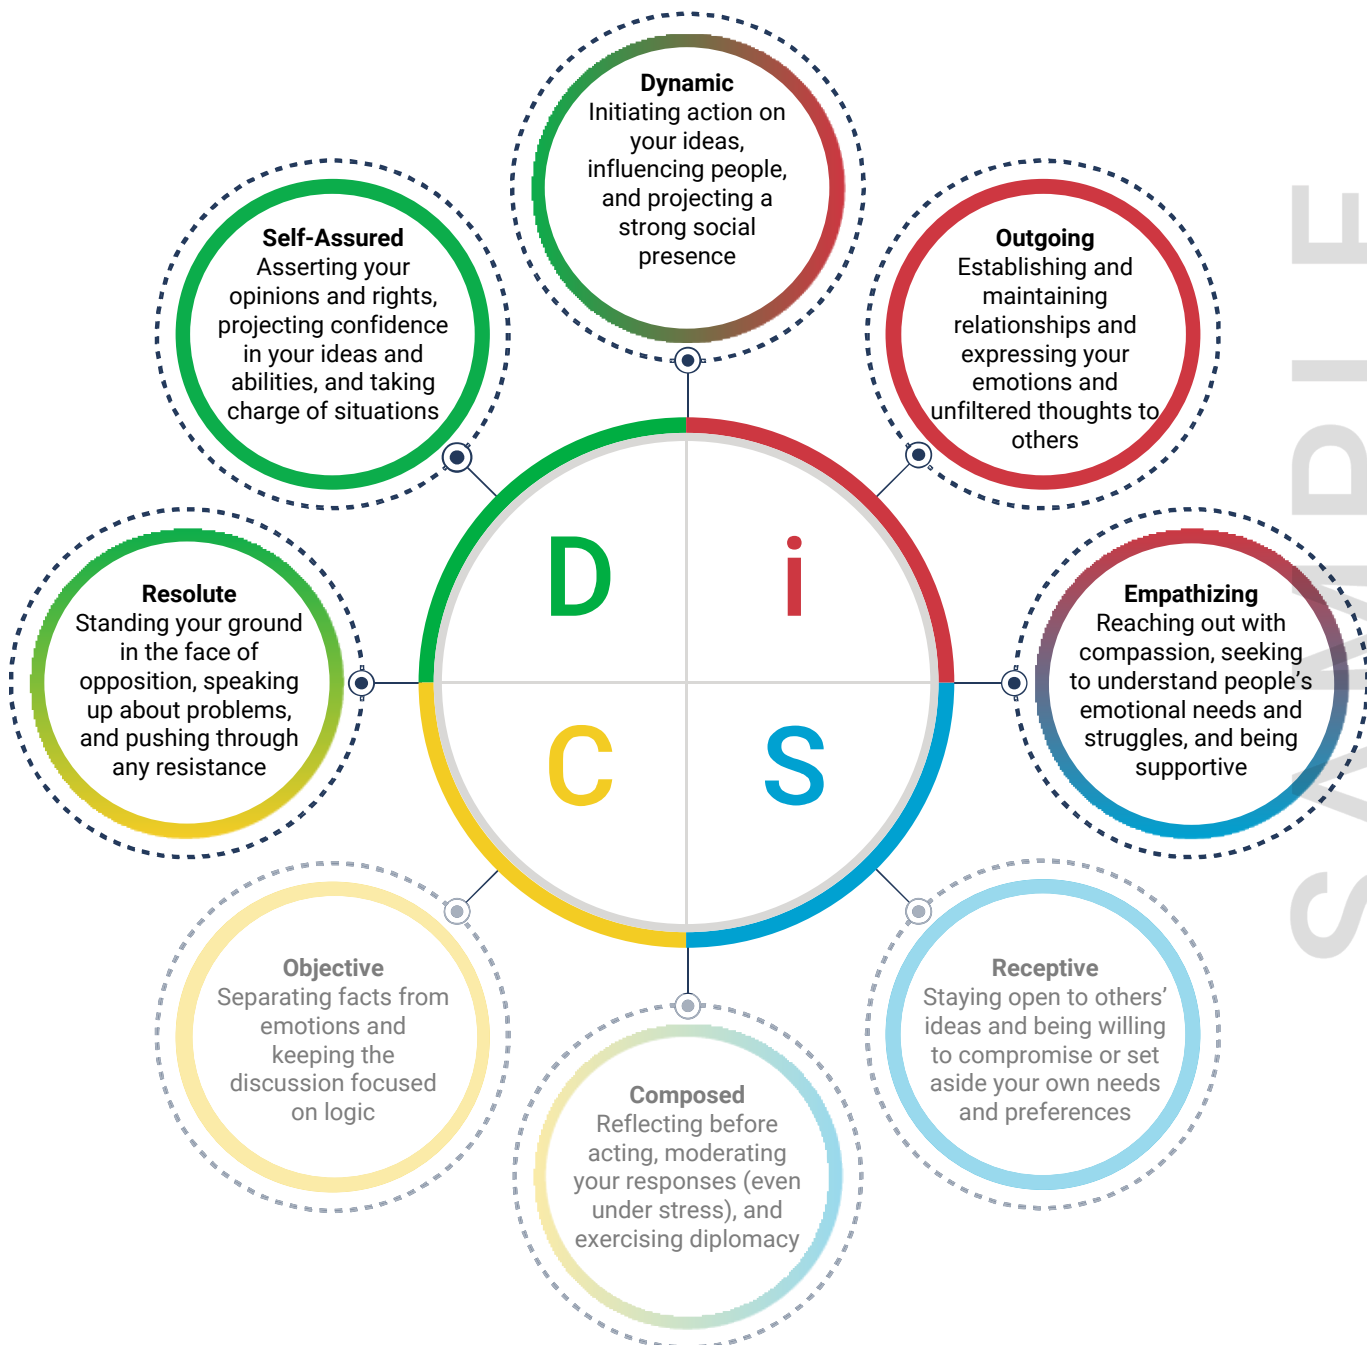 Dynamic
Initiating action on
your ideas,
influencing people,
and projecting a
strong social
presence
Self-Assured
Asserting your
opinions and rights,
projecting confidence
in your ideas and
abilities, and taking
charge of situations
Outgoing
Establishing and
maintaining
relationships and
expressing your
emotions and
unfiltered thoughts to
others
Resolute
Standing your ground
in the face of
opposition, speaking
up about problems,
and pushing through
any resistance
D
i
C
S
Empathizing
Reaching out with
compassion, seeking
to understand people’s
emotional needs and
struggles, and being
supportive
Objective
Separating facts from
emotions and
keeping the
discussion focused
on logic
Composed
Reflecting before
acting, moderating
your responses (even
under stress), and
exercising diplomacy
Receptive
Staying open to others’
ideas and being willing
to compromise or set
aside your own needs
and preferences
SAMPLE